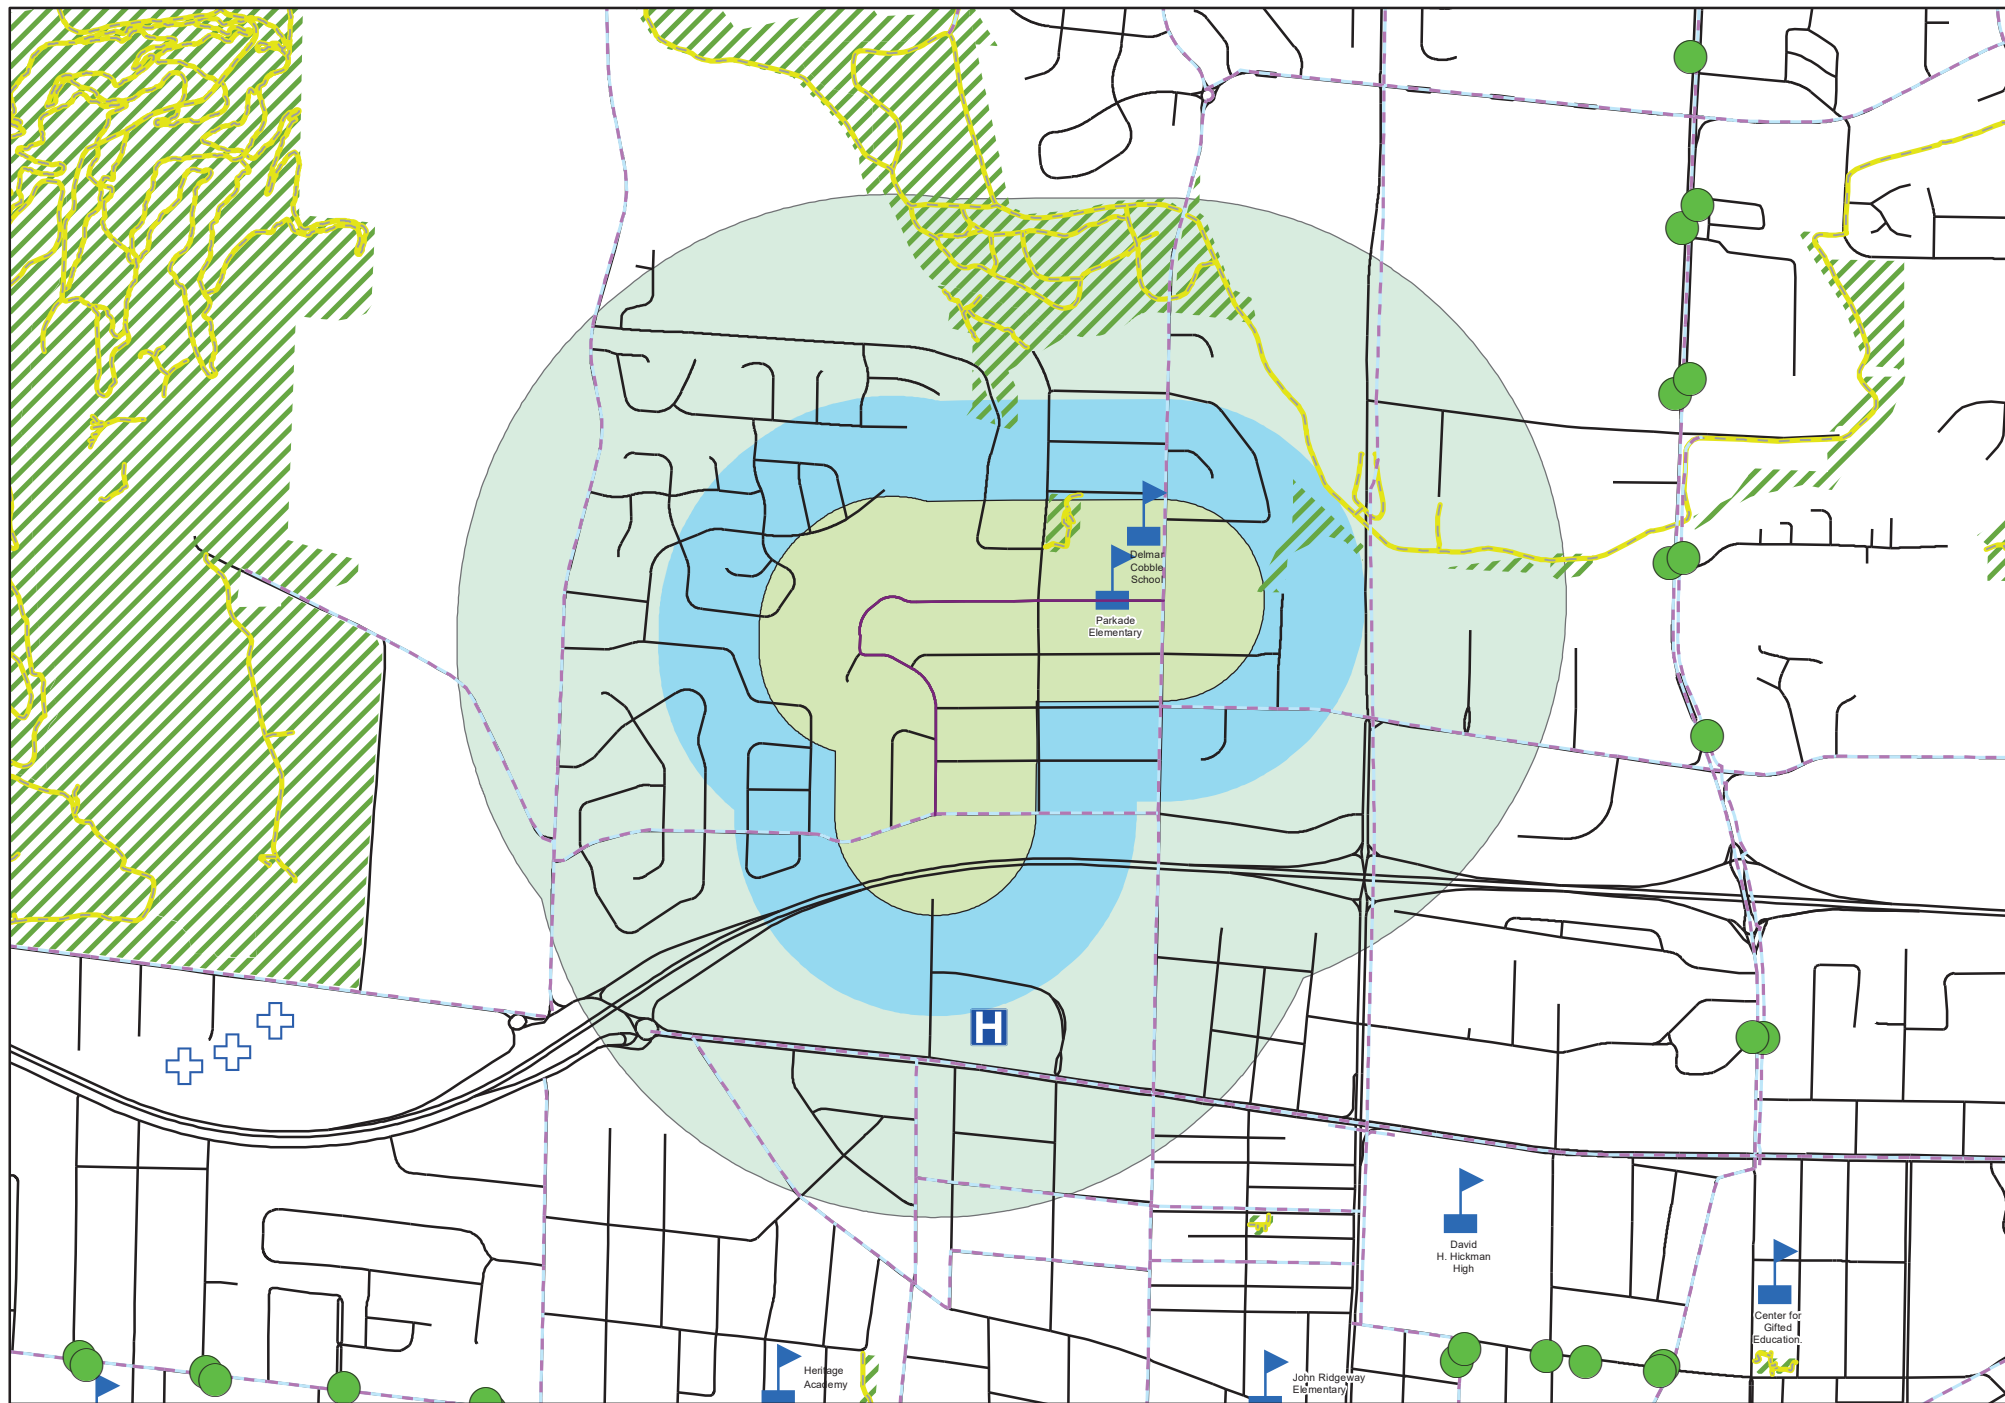 Delmar
Cobble
School
Parkade
Elementary
H
David
H. Hickman
High
Center for
Gifted
Education.
Heritage
Academy
John Ridgeway
Elementary